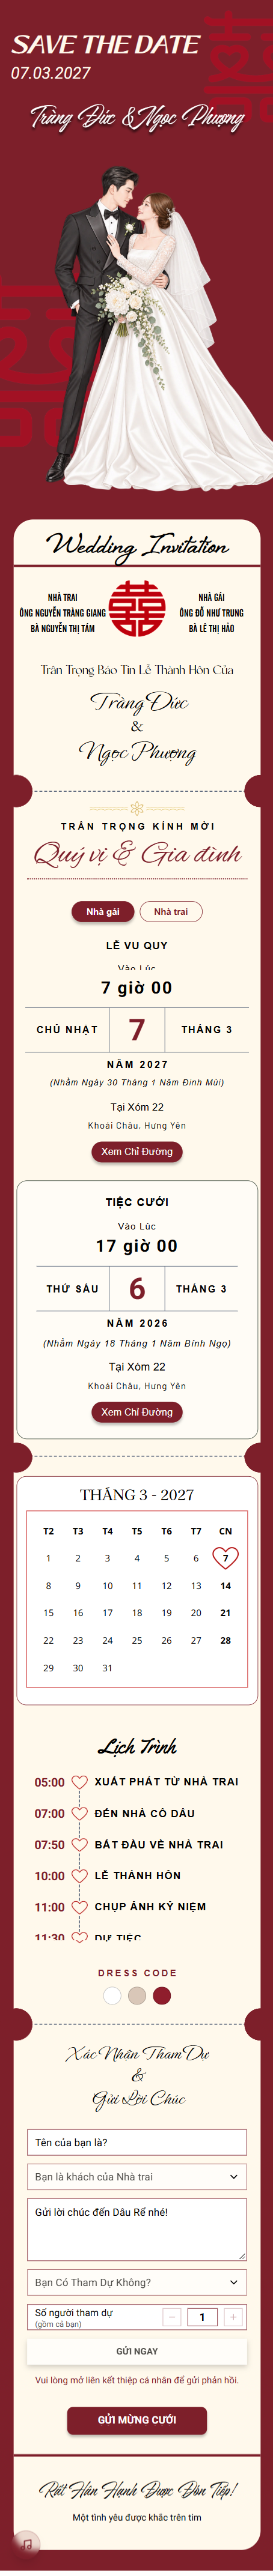 SAVE THE DATE
07.03.2027
Tràng Đức & Ngọc Phượng
Wedding Invitation
NHÀ TRAI
ÔNG NGUYỄN TRÀNG GIANG
BÀ NGUYỄN THỊ TÁM
NHÀ GÁI
ÔNG ĐỖ NHƯ TRUNG
BÀ LÊ THỊ HẢO
Trân Trọng Báo Tin Lễ Thành Hôn Của
Tràng Đức
&
Ngọc Phượng
TRÂN TRỌNG KÍNH MỜI
Quý vị & Gia đình
Nhà gái
Nhà trai
LỄ VU QUY
Vào Lúc
7 giờ 00
CHỦ NHẬT
7
THÁNG 3
NĂM 2027
(Nhằm Ngày 30 Tháng 1 Năm Đinh Mùi)
Tại Xóm 22
Khoái Châu, Hưng Yên
Xem Chỉ Đường
TIỆC CƯỚI
Vào Lúc
17 giờ 00
THỨ SÁU
6
THÁNG 3
NĂM 2026
(Nhằm Ngày 18 Tháng 1 Năm Bính Ngọ)
Tại Xóm 22
Khoái Châu, Hưng Yên
Xem Chỉ Đường
THÁNG 3 - 2027
T2 T3 T4 T5 T6 T7 CN
1 2 3 4 5 6 7
8 9 10 11 12 13 14
15 16 17 18 19 20 21
22 23 24 25 26 27 28
29 30 31
Lịch Trình
05:00 XUẤT PHÁT TỪ NHÀ TRAI
07:00 ĐẾN NHÀ CÔ DÂU
07:50 BẮT ĐẦU VỀ NHÀ TRAI
10:00 LỄ THÀNH HÔN
11:00 CHỤP ẢNH KỶ NIỆM
11:30 DỰ TIỆC
DRESS CODE
Xác Nhận Tham Dự
&
Gửi Lời Chúc
Tên của bạn là?
Bạn là khách của Nhà trai
Gửi lời chúc đến Dâu Rể nhé!
Bạn Có Tham Dự Không?
Số người tham dự
(gồm cả bạn)
− 1 +
GỬI NGAY
Vui lòng mở liên kết thiệp cá nhân để gửi phản hồi.
GỬI MỪNG CƯỚI
Rất Hân Hạnh Được Đón Tiếp!
Một tình yêu được khắc trên tim